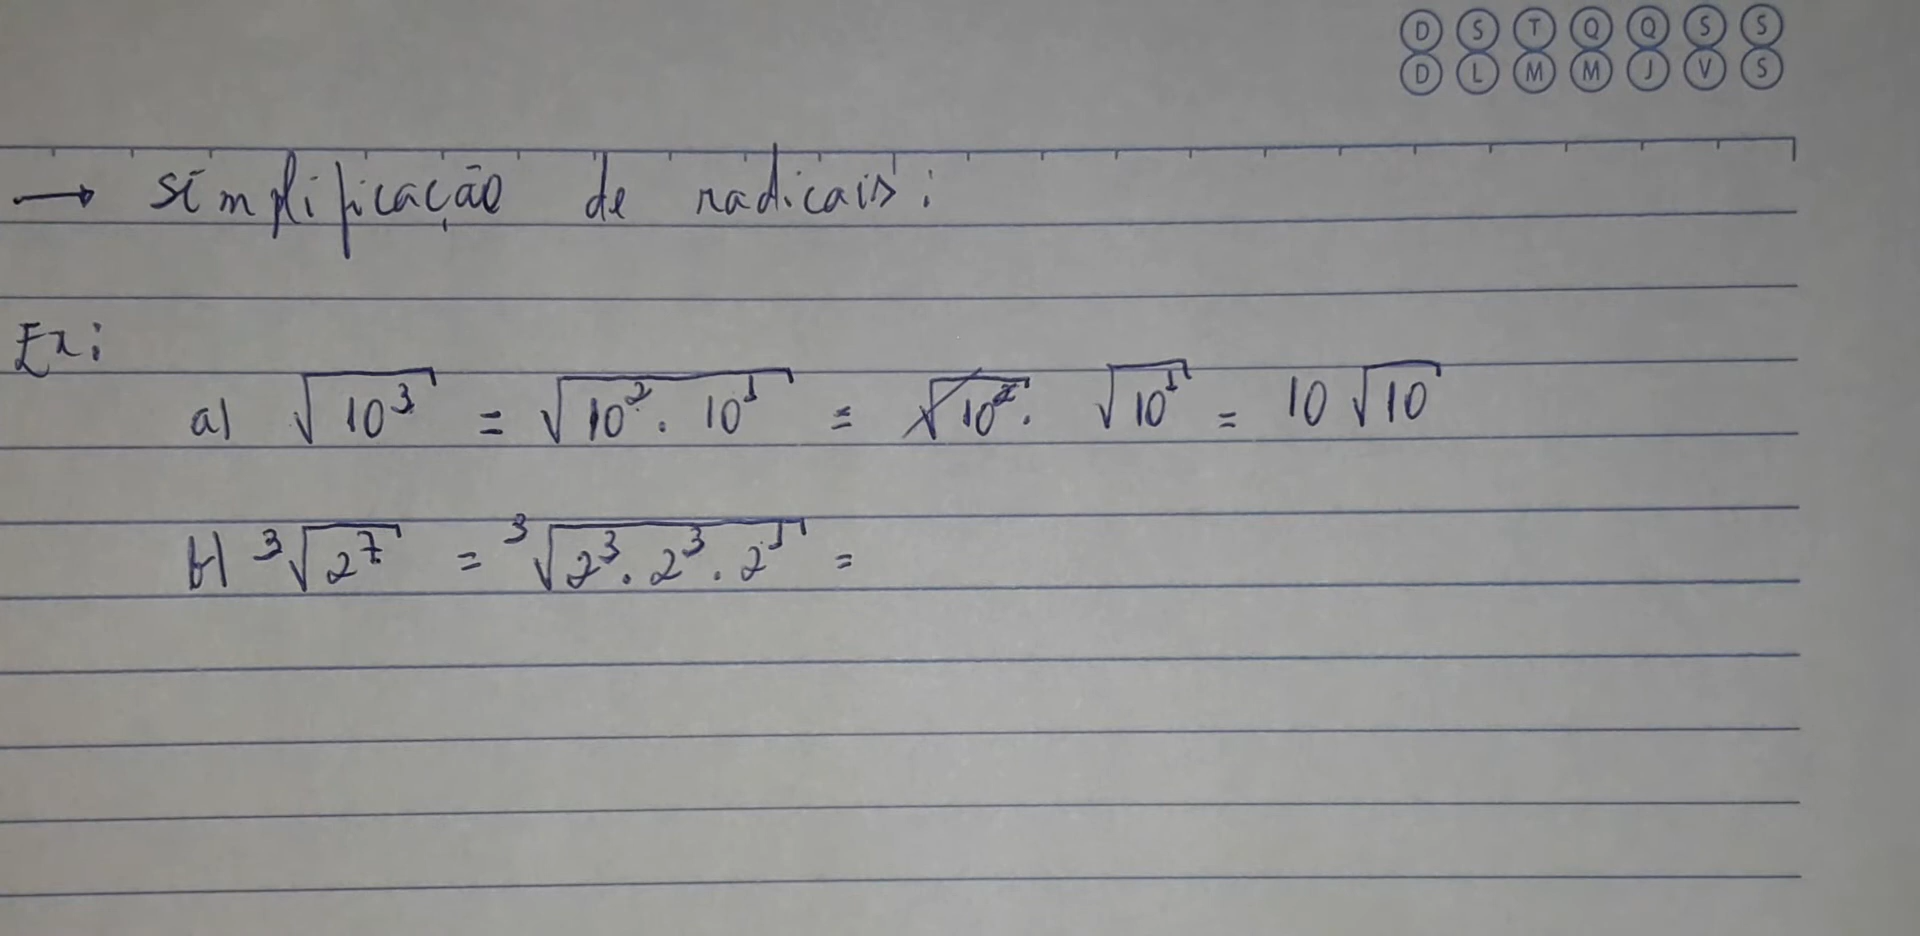 D S T Q Q S S
D L M M J V S
→ simplificação de radicais:
Ex:
a) √10³ = √10² . 10¹ = √10² . √10¹ = 10 √10
b) ³√2⁷ = ³√2³ . 2³ . 2¹ =